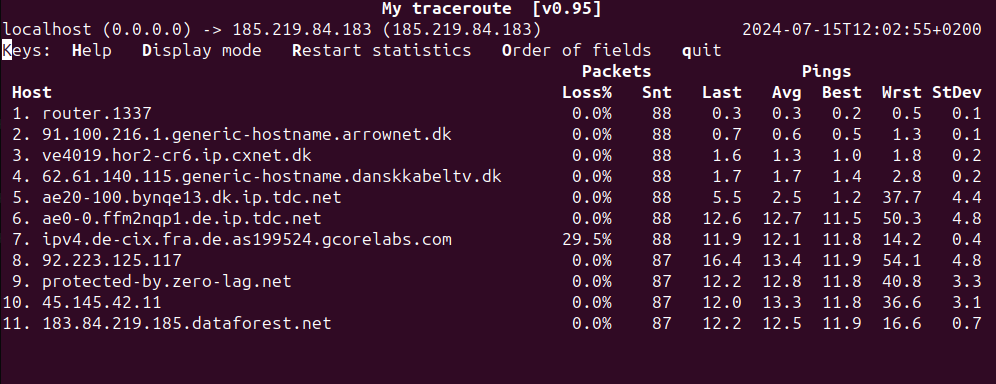 My traceroute  [v0.95]
localhost (0.0.0.0) -> 185.219.84.183 (185.219.84.183) 2024-07-15T12:02:55+0200
Keys:  Help   Display mode   Restart statistics   Order of fields   quit
Packets Pings
Host Loss% Snt Last Avg Best Wrst StDev
1. router.1337 0.0% 88 0.3 0.3 0.2 0.5 0.1
2. 91.100.216.1.generic-hostname.arrownet.dk 0.0% 88 0.7 0.6 0.5 1.3 0.1
3. ve4019.hor2-cr6.ip.cxnet.dk 0.0% 88 1.6 1.3 1.0 1.8 0.2
4. 62.61.140.115.generic-hostname.danskkabeltv.dk 0.0% 88 1.7 1.7 1.4 2.8 0.2
5. ae20-100.bynqe13.dk.ip.tdc.net 0.0% 88 5.5 2.5 1.2 37.7 4.4
6. ae0-0.ffm2nqp1.de.ip.tdc.net 0.0% 88 12.6 12.7 11.5 50.3 4.8
7. ipv4.de-cix.fra.de.as199524.gcorelabs.com 29.5% 88 11.9 12.1 11.8 14.2 0.4
8. 92.223.125.117 0.0% 87 16.4 13.4 11.9 54.1 4.8
9. protected-by.zero-lag.net 0.0% 87 12.2 12.8 11.8 40.8 3.3
10. 45.145.42.11 0.0% 87 12.0 13.3 11.8 36.6 3.1
11. 183.84.219.185.dataforest.net 0.0% 87 12.2 12.5 11.9 16.6 0.7